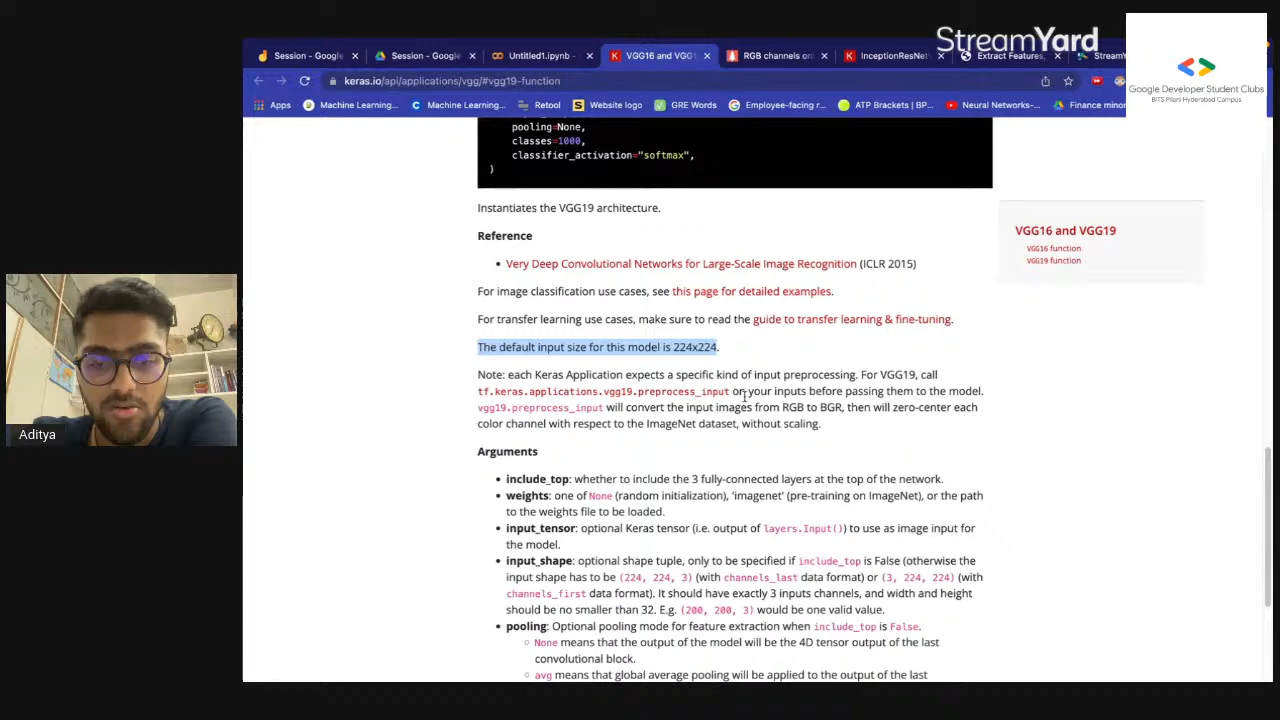 StreamYard
Google Developer Student Clubs
BITS Pilani Hyderabad Campus
Session - Google
Session - Google
Untitled1.ipynb
VGG16 and VGG1
RGB channels on
InceptionResNet
Extract Features,
StreamY
keras.io/api/applications/vgg/#vgg19-function
Apps
Machine Learning...
Machine Learning...
Retool
Website logo
GRE Words
Employee-facing r...
ATP Brackets | BP...
Neural Networks-...
Finance minor
pooling=None,
classes=1000,
classifier_activation="softmax",
)
Instantiates the VGG19 architecture.
Reference
• Very Deep Convolutional Networks for Large-Scale Image Recognition (ICLR 2015)
For image classification use cases, see this page for detailed examples.
For transfer learning use cases, make sure to read the guide to transfer learning & fine-tuning.
The default input size for this model is 224x224.
Note: each Keras Application expects a specific kind of input preprocessing. For VGG19, call
tf.keras.applications.vgg19.preprocess_input on your inputs before passing them to the model.
vgg19.preprocess_input will convert the input images from RGB to BGR, then will zero-center each
color channel with respect to the ImageNet dataset, without scaling.
Arguments
• include_top: whether to include the 3 fully-connected layers at the top of the network.
• weights: one of None (random initialization), 'imagenet' (pre-training on ImageNet), or the path
to the weights file to be loaded.
• input_tensor: optional Keras tensor (i.e. output of layers.Input()) to use as image input for
the model.
• input_shape: optional shape tuple, only to be specified if include_top is False (otherwise the
input shape has to be (224, 224, 3) (with channels_last data format) or (3, 224, 224) (with
channels_first data format). It should have exactly 3 inputs channels, and width and height
should be no smaller than 32. E.g. (200, 200, 3) would be one valid value.
• pooling: Optional pooling mode for feature extraction when include_top is False.
○ None means that the output of the model will be the 4D tensor output of the last
convolutional block.
○ avg means that global average pooling will be applied to the output of the last
VGG16 and VGG19
VGG16 function
VGG19 function
Aditya